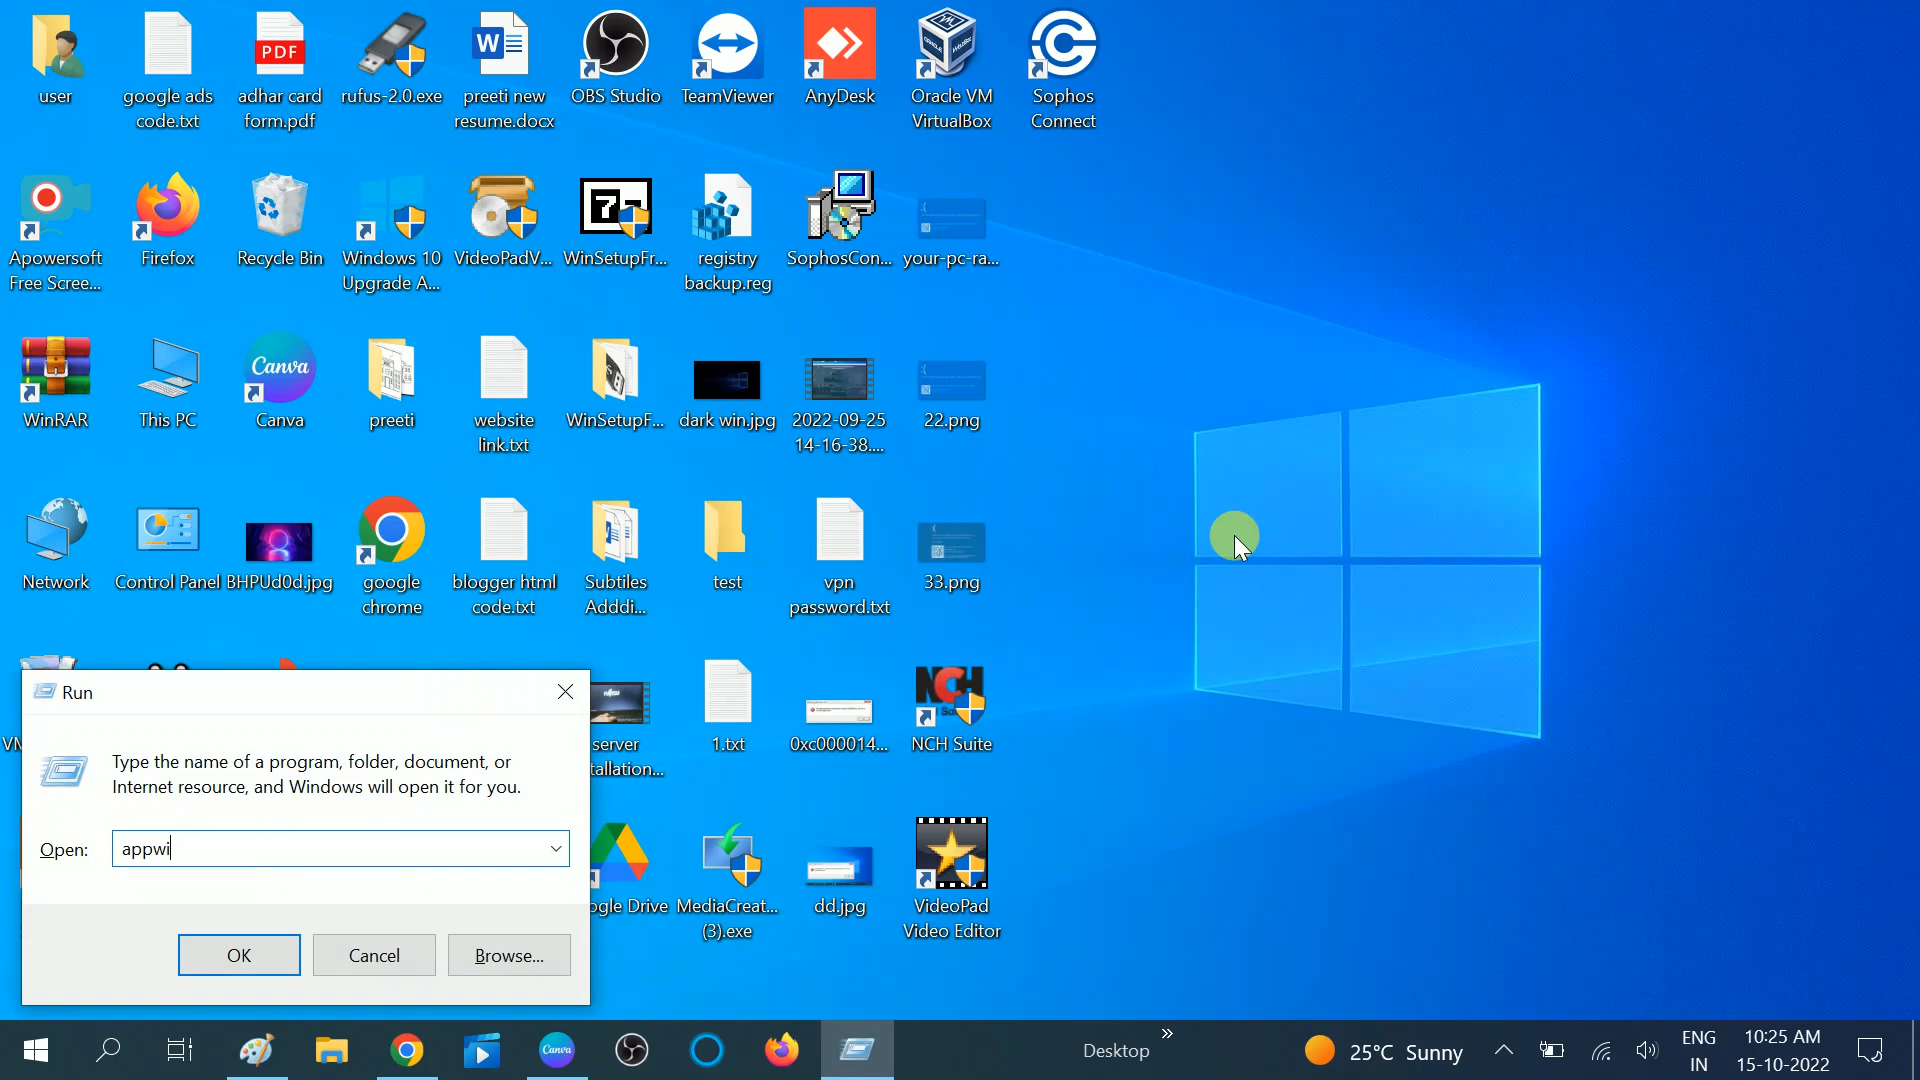 user
google ads
code.txt
PDF
adhar card
form.pdf
rufus-2.0.exe
W
preeti new
resume.docx
OBS Studio
TeamViewer
AnyDesk
Oracle VM
VirtualBox
Sophos
Connect
Apowersoft
Free Scree...
Firefox
Recycle Bin
Windows 10
Upgrade A...
VideoPadV...
WinSetupFr...
registry
backup.reg
SophosCon...
your-pc-ra...
WinRAR
This PC
Canva
Canva
preeti
website
link.txt
WinSetupF...
dark win.jpg
2022-09-25
14-16-38....
22.png
Network
Control Panel
BHPUd0d.jpg
google
chrome
blogger html
code.txt
Subtiles
Adddi...
test
vpn
password.txt
33.png
server
tallation...
1.txt
0xc000014...
NCH
NCH Suite
ogle Drive
MediaCreat...
(3).exe
dd.jpg
VideoPad
Video Editor
Run
Type the name of a program, folder, document, or
Internet resource, and Windows will open it for you.
Open:
appwi
OK
Cancel
Browse...
Canva
Desktop
25°C Sunny
ENG
IN
10:25 AM
15-10-2022